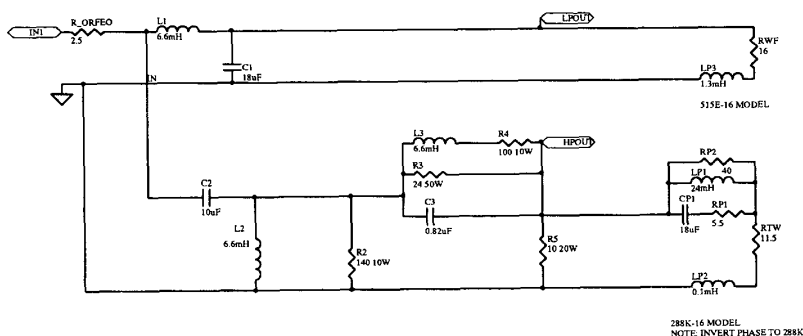 IN1
R_ORFEO
2.5
L1
6.6mH
LPOUT
C1
18uF
IN
RWF
16
LP3
1.3mH
515E-16 MODEL
L3
6.6mH
R4
100 10W
HPOUT
R3
24 50W
C3
0.82uF
C2
10uF
L2
6.6mH
R2
140 10W
R5
10 20W
RP2
40
LP1
24mH
CP1
18uF
RP1
5.5
RTW
11.5
LP2
0.1mH
288K-16 MODEL
NOTE: INVERT PHASE TO 288K